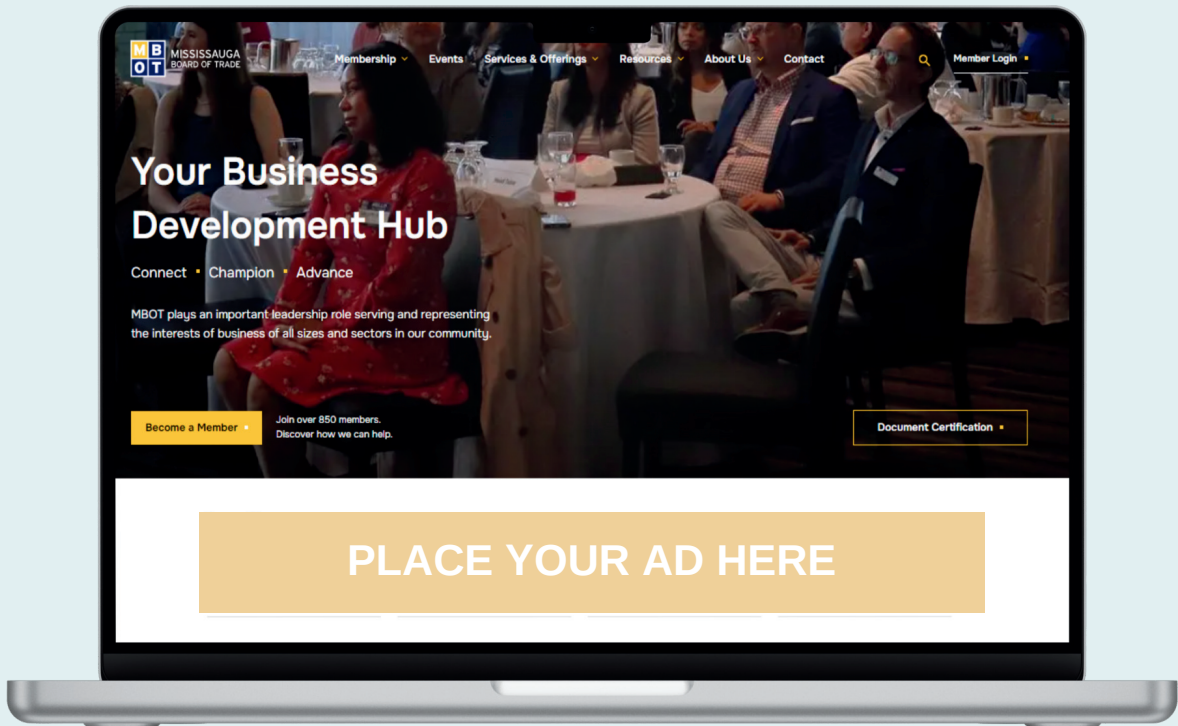 MB
OT
MISSISSAUGA
BOARD OF TRADE
Membership Events Services & Offerings Resources About Us Contact Member Login
Your Business
Development Hub
Connect ▪ Champion ▪ Advance
MBOT plays an important leadership role serving and representing
the interests of business of all sizes and sectors in our community.
Become a Member
Join over 850 members.
Discover how we can help.
Document Certification
PLACE YOUR AD HERE